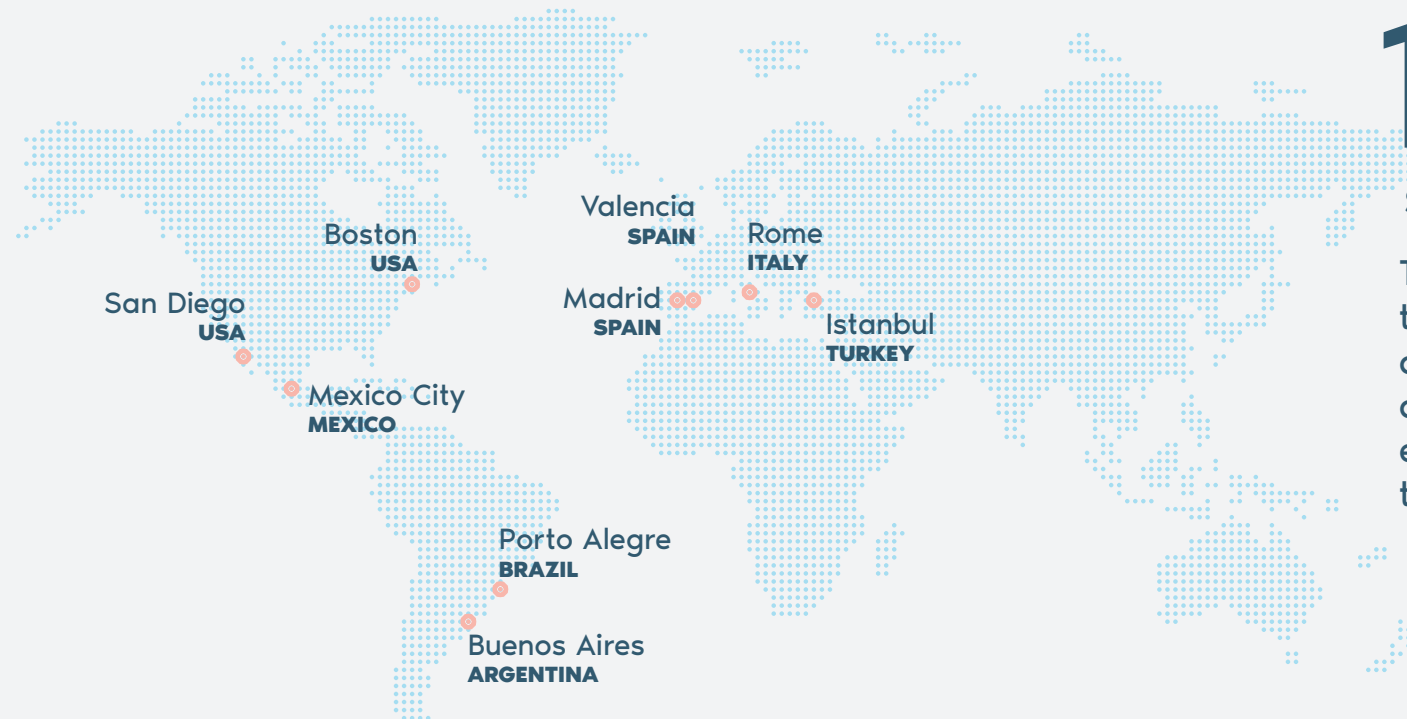 Valencia
SPAIN
Boston
USA
Rome
ITALY
San Diego
USA
Madrid
SPAIN
Istanbul
TURKEY
Mexico City
MEXICO
Porto Alegre
BRAZIL
Buenos Aires
ARGENTINA